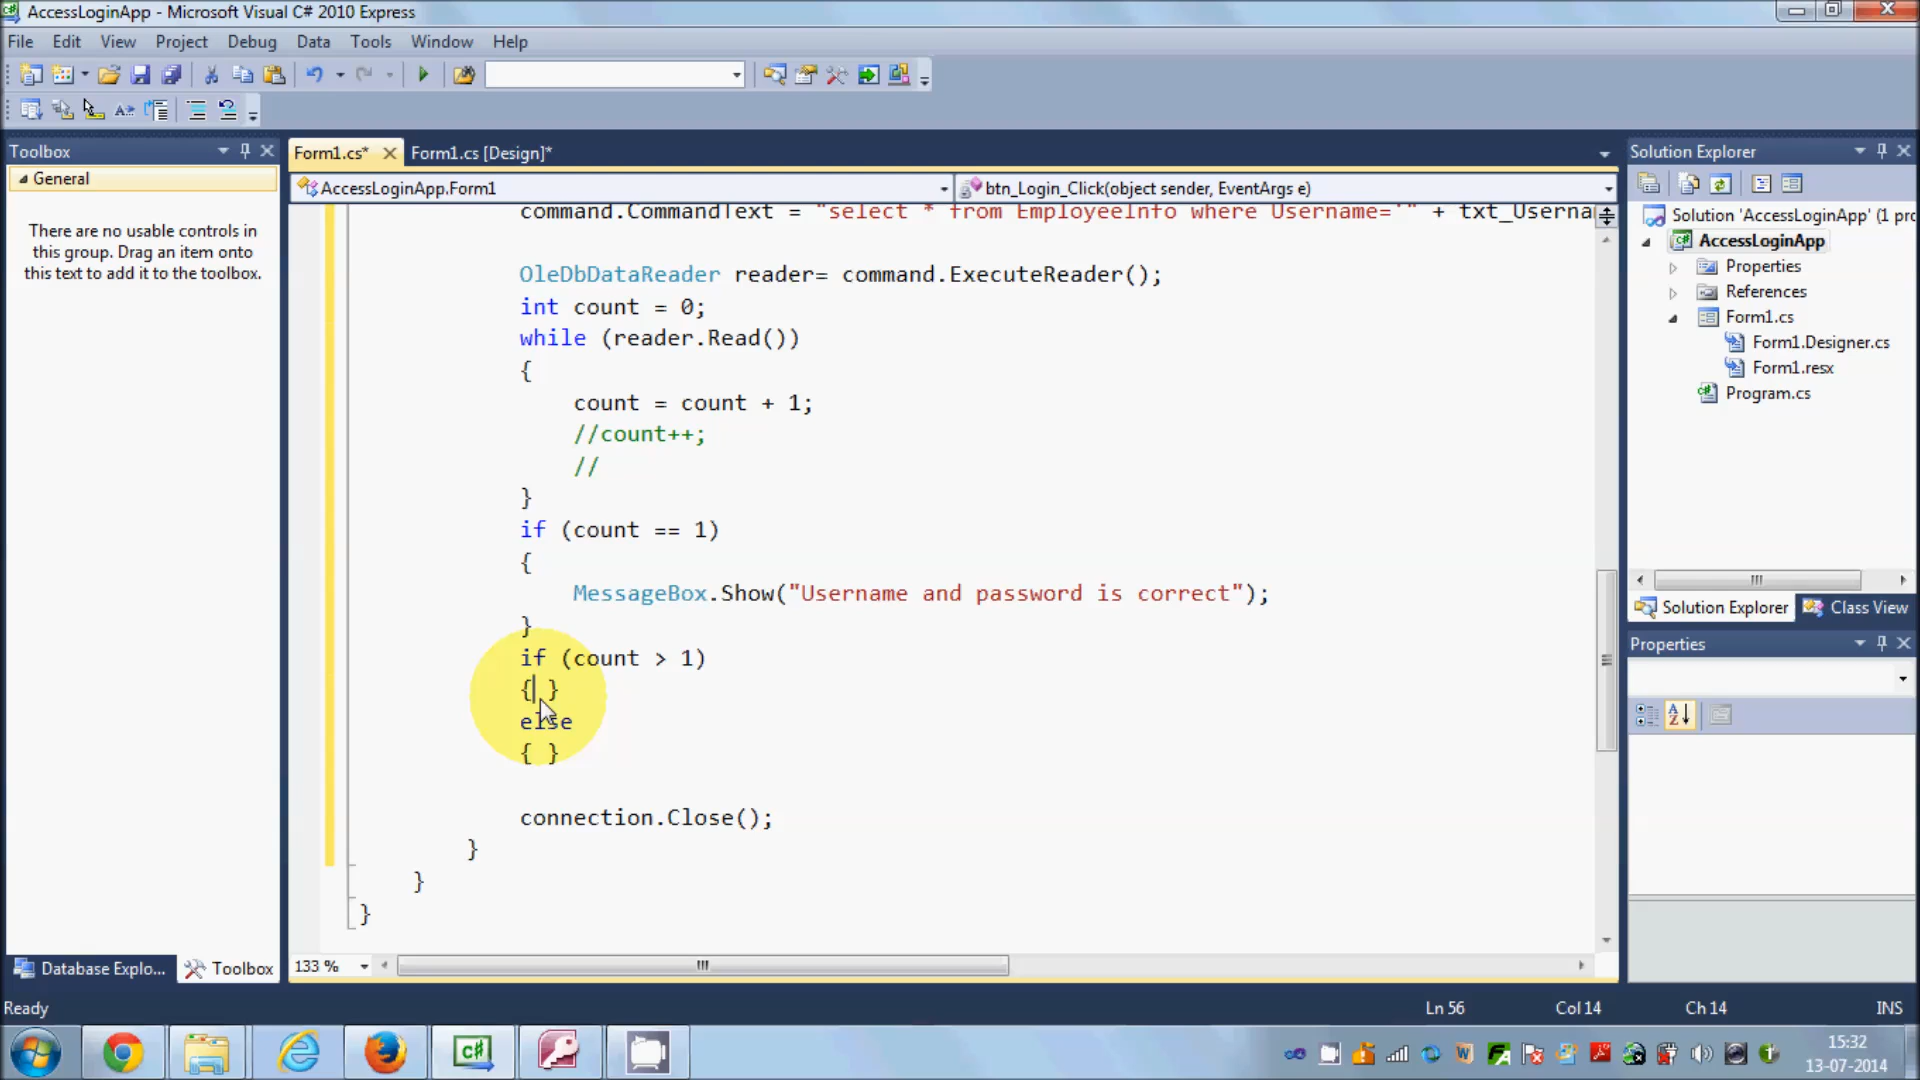 AccessLoginApp - Microsoft Visual C# 2010 Express
File Edit View Project Debug Data Tools Window Help
Toolbox
General
There are no usable controls in
this group. Drag an item onto
this text to add it to the toolbox.
Database Explo...
Toolbox
Form1.cs*
Form1.cs [Design]*
AccessLoginApp.Form1
btn_Login_Click(object sender, EventArgs e)
command.CommandText = "select * from EmployeeInfo where Username='" + txt_Userna
OleDbDataReader reader= command.ExecuteReader();
int count = 0;
while (reader.Read())
{
count = count + 1;
//count++;
//
}
if (count == 1)
{
MessageBox.Show("Username and password is correct");
}
if (count > 1)
{ }
else
{ }
connection.Close();
}
}
}
133 %
Solution Explorer
Solution 'AccessLoginApp' (1 pro
AccessLoginApp
Properties
References
Form1.cs
Form1.Designer.cs
Form1.resx
Program.cs
Solution Explorer
Class View
Properties
Ready
Ln 56
Col 14
Ch 14
INS
15:32
13-07-2014